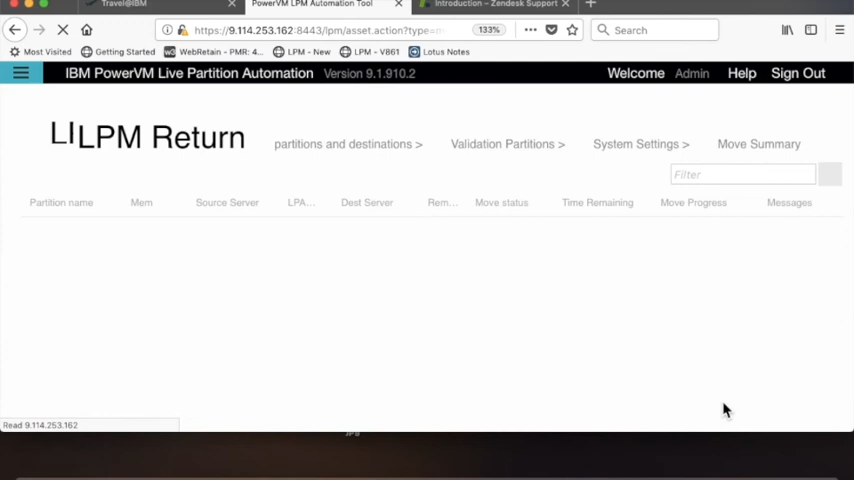 Travel@IBM
PowerVM LPM Automation Tool
Introduction – Zendesk Support
https://9.114.253.162:8443/lpm/asset.action?type=m
133%
Search
Most Visited
Getting Started
WebRetain - PMR: 4...
LPM - New
LPM - V861
Lotus Notes
IBM PowerVM Live Partition Automation Version 9.1.910.2
Welcome Admin Help Sign Out
LPM Return
partitions and destinations >
Validation Partitions >
System Settings >
Move Summary
Filter
Partition name
Mem
Source Server
LPA...
Dest Server
Rem...
Move status
Time Remaining
Move Progress
Messages
Read 9.114.253.162